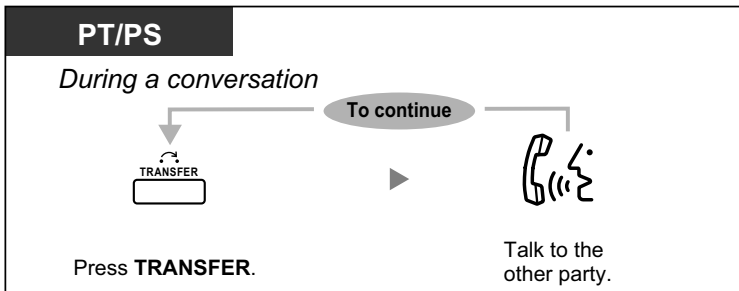 PT/PS
During a conversation
To continue
TRANSFER
Press TRANSFER.
Talk to the
other party.